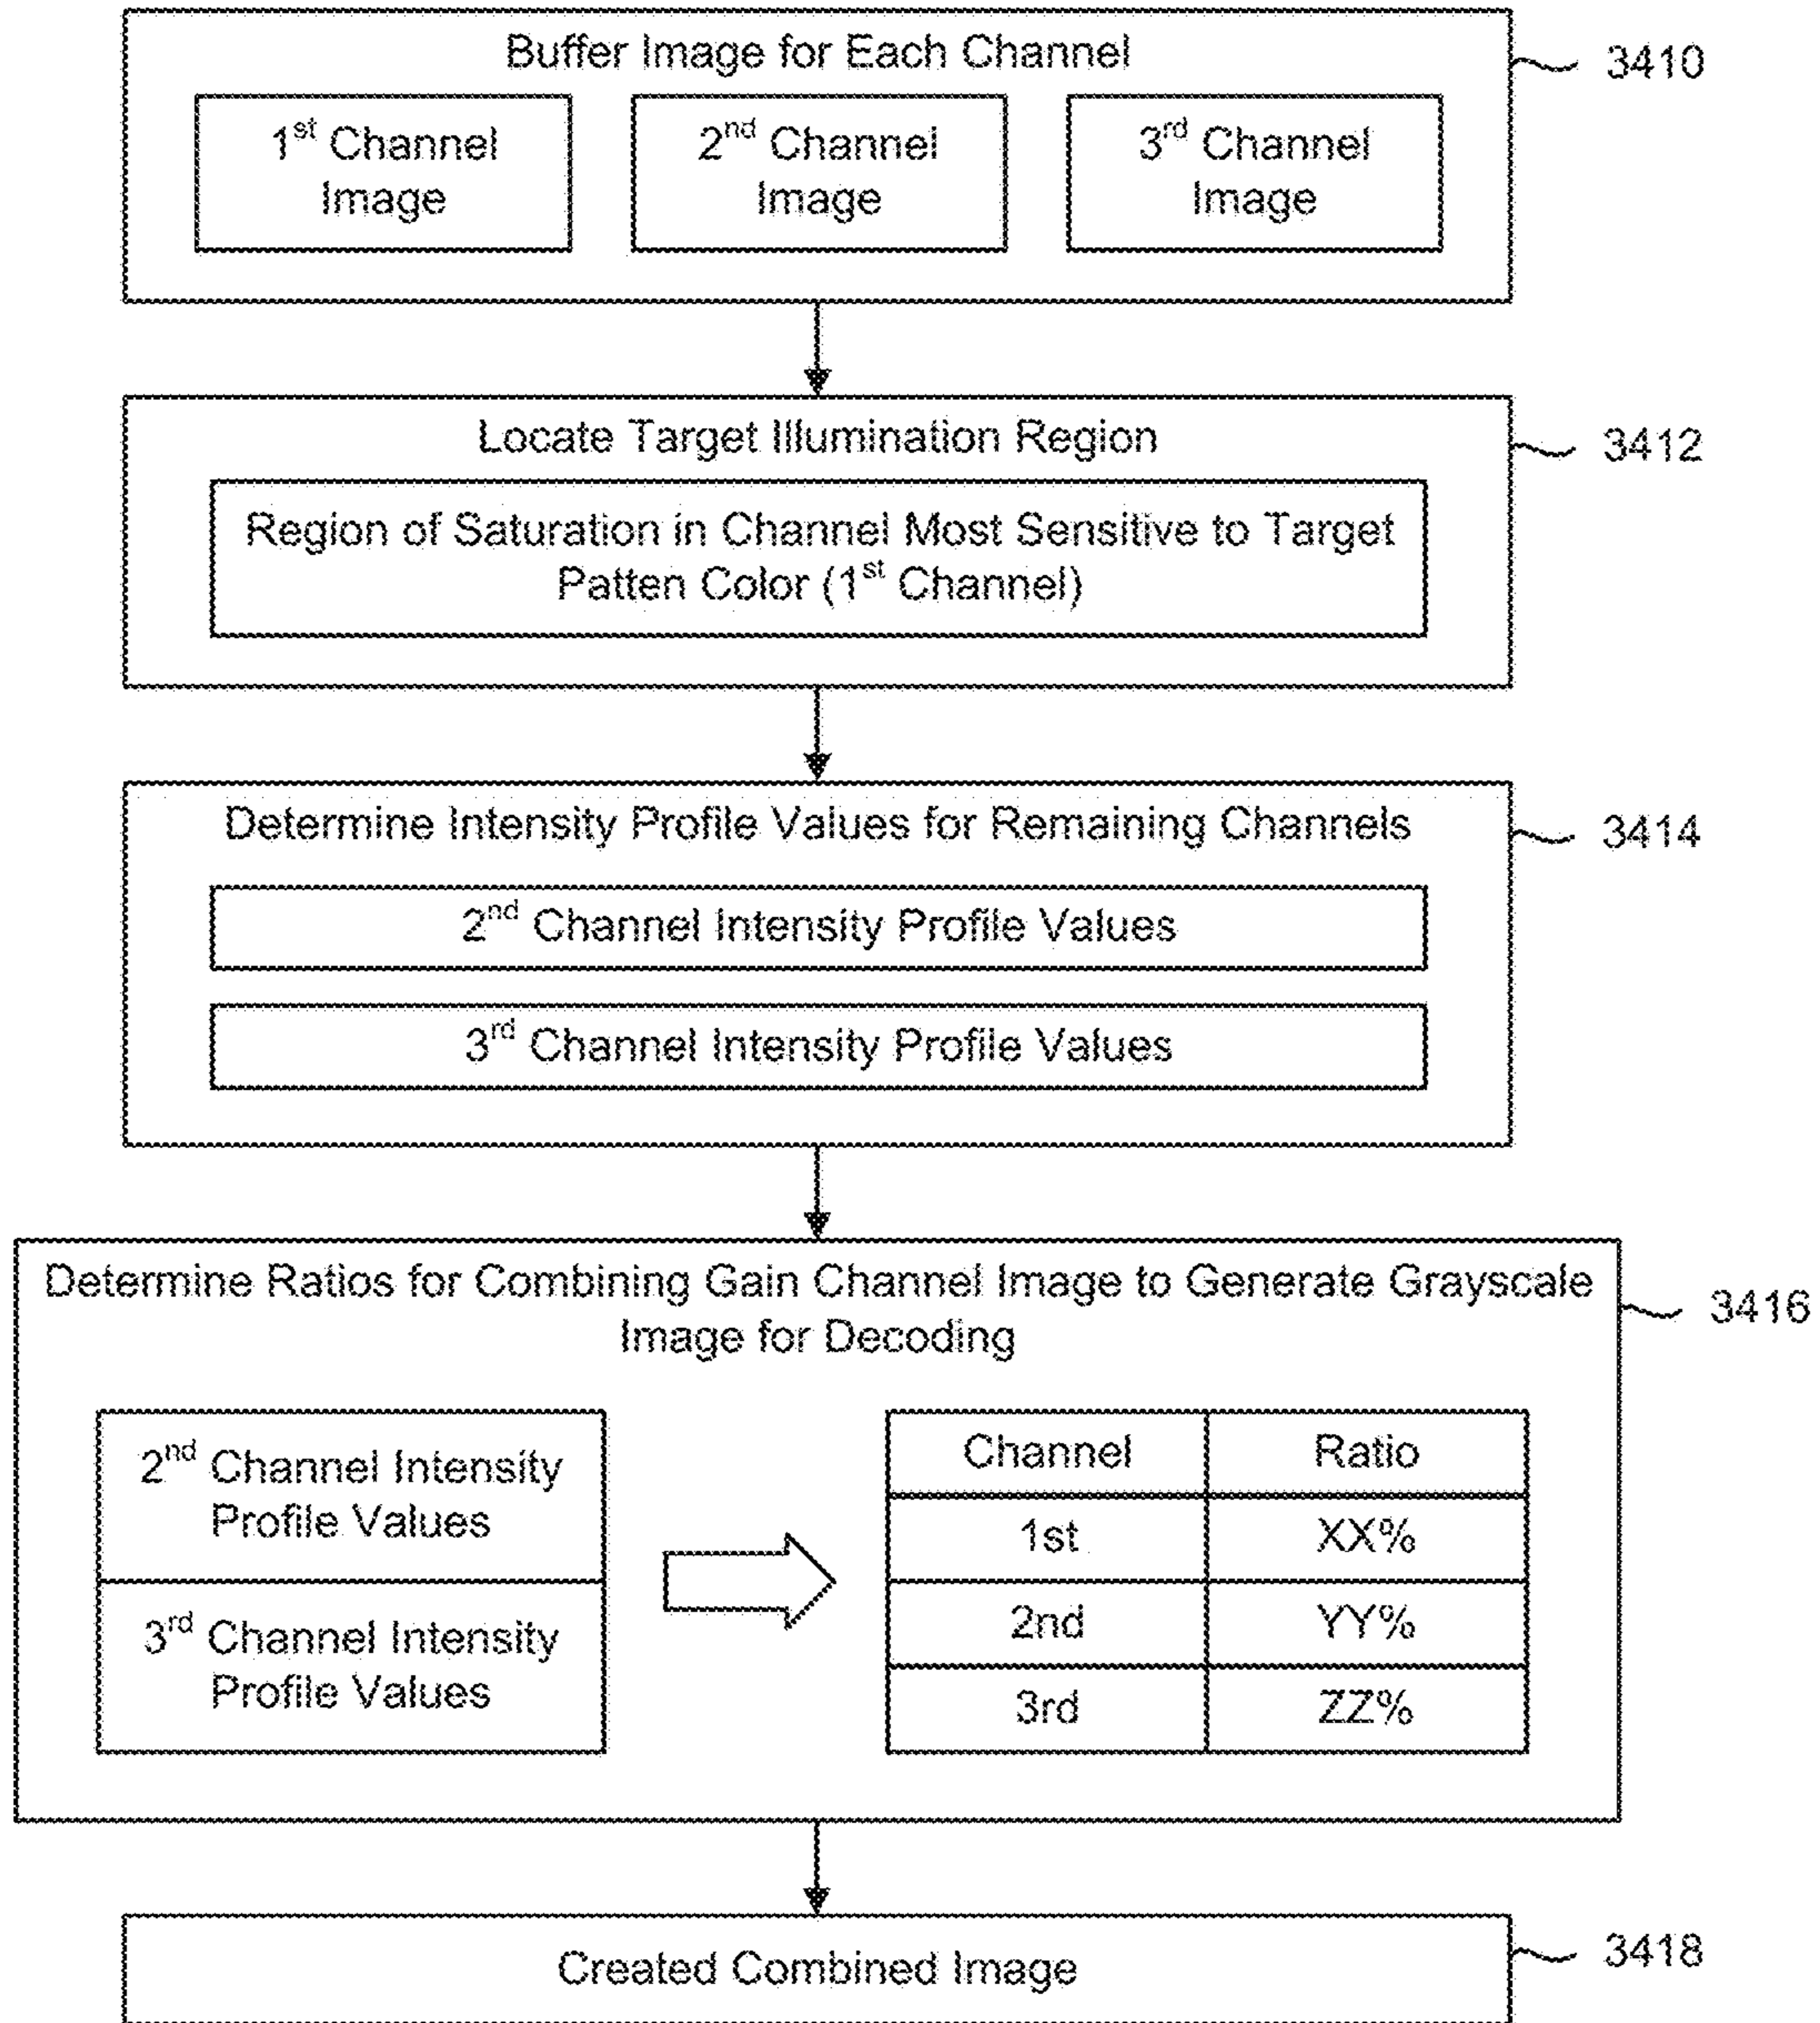 Buffer Image for Each Channel
3410
1st Channel
Image
2nd Channel
Image
3rd Channel
Image
Locate Target Illumination Region
3412
Region of Saturation in Channel Most Sensitive to Target
Patten Color (1st Channel)
Determine Intensity Profile Values for Remaining Channels
3414
2nd Channel Intensity Profile Values
3rd Channel Intensity Profile Values
Determine Ratios for Combining Gain Channel Image to Generate Grayscale
Image for Decoding
3416
2nd Channel Intensity
Profile Values
3rd Channel Intensity
Profile Values
Channel Ratio
1st XX%
2nd YY%
3rd ZZ%
Created Combined Image
3418